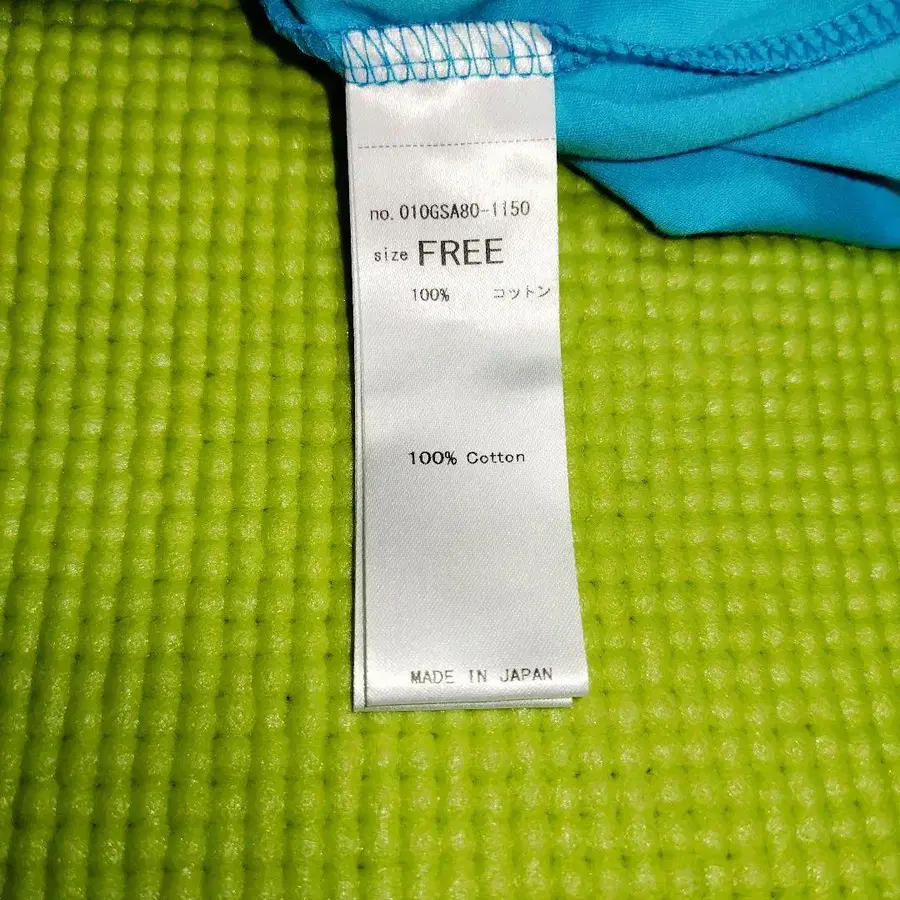 no. 010GSA80-1150
size FREE
100% コットン
100% Cotton
MADE IN JAPAN